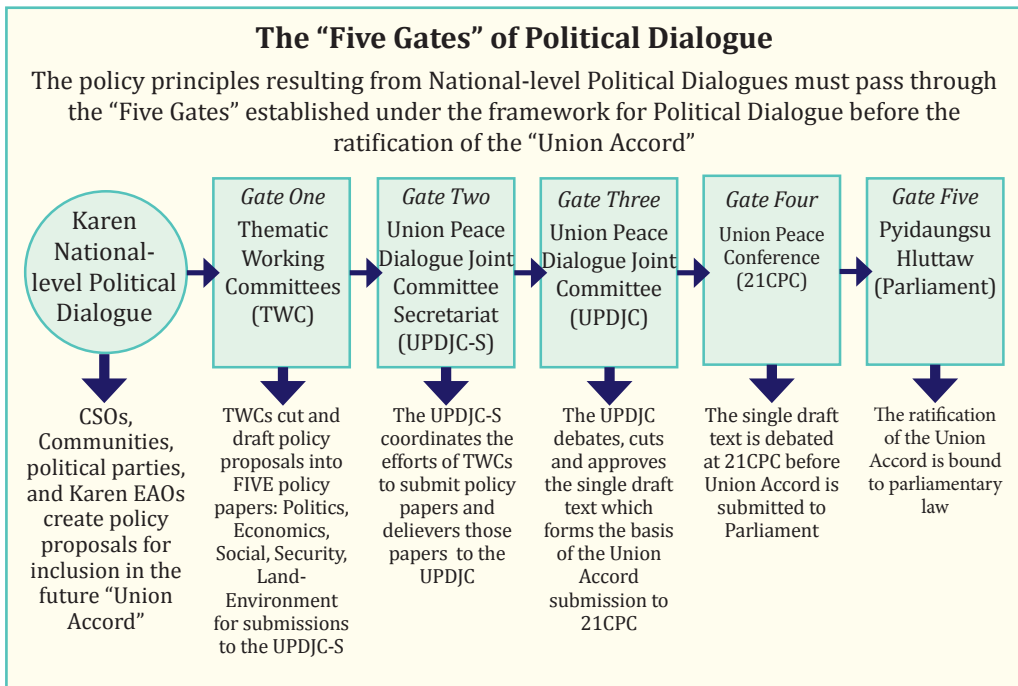 The “Five Gates” of Political Dialogue
The policy principles resulting from National-level Political Dialogues must pass through
the “Five Gates” established under the framework for Political Dialogue before the
ratification of the “Union Accord”
Karen
National-
level Political
Dialogue
Gate One
Thematic
Working
Committees
(TWC)
Gate Two
Union Peace
Dialogue Joint
Committee
Secretariat
(UPDJC-S)
Gate Three
Union Peace
Dialogue Joint
Committee
(UPDJC)
Gate Four
Union Peace
Conference
(21CPC)
Gate Five
Pyidaungsu
Hluttaw
(Parliament)
CSOs,
Communities,
political parties,
and Karen EAOs
create policy
proposals for
inclusion in the
future “Union
Accord”
TWCs cut and
draft policy
proposals into
FIVE policy
papers: Politics,
Economics,
Social, Security,
Land-
Environment
for submissions
to the UPDJC-S
The UPDJC-S
coordinates the
efforts of TWCs
to submit policy
papers and
delievers those
papers to the
UPDJC
The UPDJC
debates, cuts
and approves
the single draft
text which
forms the basis
of the Union
Accord
submission to
21CPC
The single draft
text is debated
at 21CPC before
Union Accord is
submitted to
Parliament
The ratification
of the Union
Accord is bound
to parliamentary
law